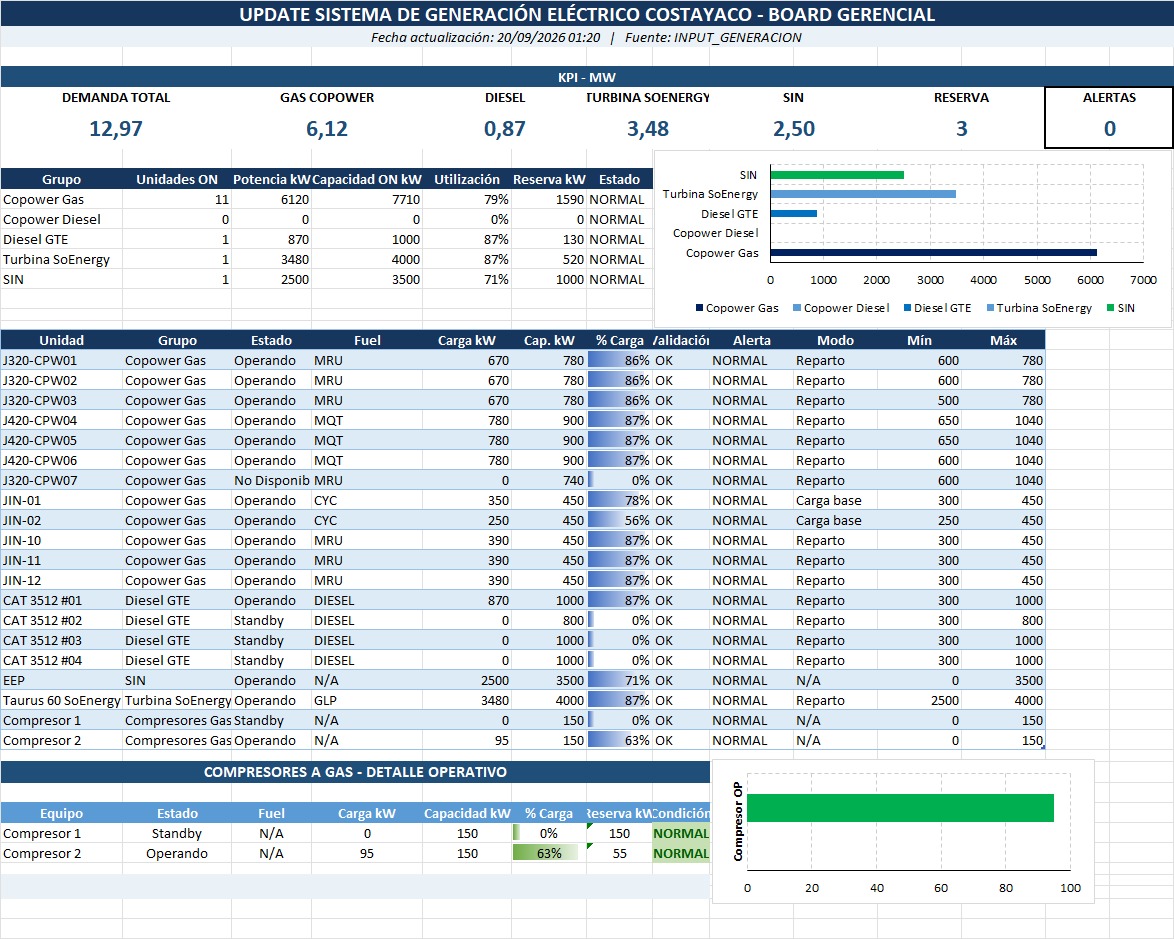 UPDATE SISTEMA DE GENERACIÓN ELÉCTRICO COSTAYACO - BOARD GERENCIAL
Fecha actualización: 20/09/2026 01:20 | Fuente: INPUT_GENERACION
KPI - MW
DEMANDA TOTAL GAS COPOWER DIESEL TURBINA SOENERGY SIN RESERVA ALERTAS
12,97 6,12 0,87 3,48 2,50 3 0
Grupo Unidades ON Potencia kW Capacidad ON kW Utilización Reserva kW Estado
Copower Gas 11 6120 7710 79% 1590 NORMAL
Copower Diesel 0 0 0 0% 0 NORMAL
Diesel GTE 1 870 1000 87% 130 NORMAL
Turbina SoEnergy 1 3480 4000 87% 520 NORMAL
SIN 1 2500 3500 71% 1000 NORMAL
SIN
Turbina SoEnergy
Diesel GTE
Copower Diesel
Copower Gas
0 1000 2000 3000 4000 5000 6000 7000
Copower Gas Copower Diesel Diesel GTE Turbina SoEnergy SIN
Unidad Grupo Estado Fuel Carga kW Cap. kW % Carga Validación Alerta Modo Mín Máx
J320-CPW01 Copower Gas Operando MRU 670 780 86% OK NORMAL Reparto 600 780
J320-CPW02 Copower Gas Operando MRU 670 780 86% OK NORMAL Reparto 600 780
J320-CPW03 Copower Gas Operando MRU 670 780 86% OK NORMAL Reparto 500 780
J420-CPW04 Copower Gas Operando MQT 780 900 87% OK NORMAL Reparto 650 1040
J420-CPW05 Copower Gas Operando MQT 780 900 87% OK NORMAL Reparto 650 1040
J420-CPW06 Copower Gas Operando MQT 780 900 87% OK NORMAL Reparto 600 1040
J320-CPW07 Copower Gas No Disponib MRU 0 740 0% OK NORMAL Reparto 600 1040
JIN-01 Copower Gas Operando CYC 350 450 78% OK NORMAL Carga base 300 450
JIN-02 Copower Gas Operando CYC 250 450 56% OK NORMAL Carga base 250 450
JIN-10 Copower Gas Operando MRU 390 450 87% OK NORMAL Reparto 300 450
JIN-11 Copower Gas Operando MRU 390 450 87% OK NORMAL Reparto 300 450
JIN-12 Copower Gas Operando MRU 390 450 87% OK NORMAL Reparto 300 450
CAT 3512 #01 Diesel GTE Operando DIESEL 870 1000 87% OK NORMAL Reparto 300 1000
CAT 3512 #02 Diesel GTE Standby DIESEL 0 800 0% OK NORMAL Reparto 300 800
CAT 3512 #03 Diesel GTE Standby DIESEL 0 1000 0% OK NORMAL Reparto 300 1000
CAT 3512 #04 Diesel GTE Standby DIESEL 0 1000 0% OK NORMAL Reparto 300 1000
EEP SIN Operando N/A 2500 3500 71% OK NORMAL N/A 0 3500
Taurus 60 SoEnergy Turbina SoEnergy Operando GLP 3480 4000 87% OK NORMAL Reparto 2500 4000
Compresor 1 Compresores Gas Standby N/A 0 150 0% OK NORMAL N/A 0 150
Compresor 2 Compresores Gas Operando N/A 95 150 63% OK NORMAL N/A 0 150
COMPRESORES A GAS - DETALLE OPERATIVO
Equipo Estado Fuel Carga kW Capacidad kW % Carga Reserva kW Condición
Compresor 1 Standby N/A 0 150 0% 150 NORMAL
Compresor 2 Operando N/A 95 150 63% 55 NORMAL
Compresor OP
0 20 40 60 80 100